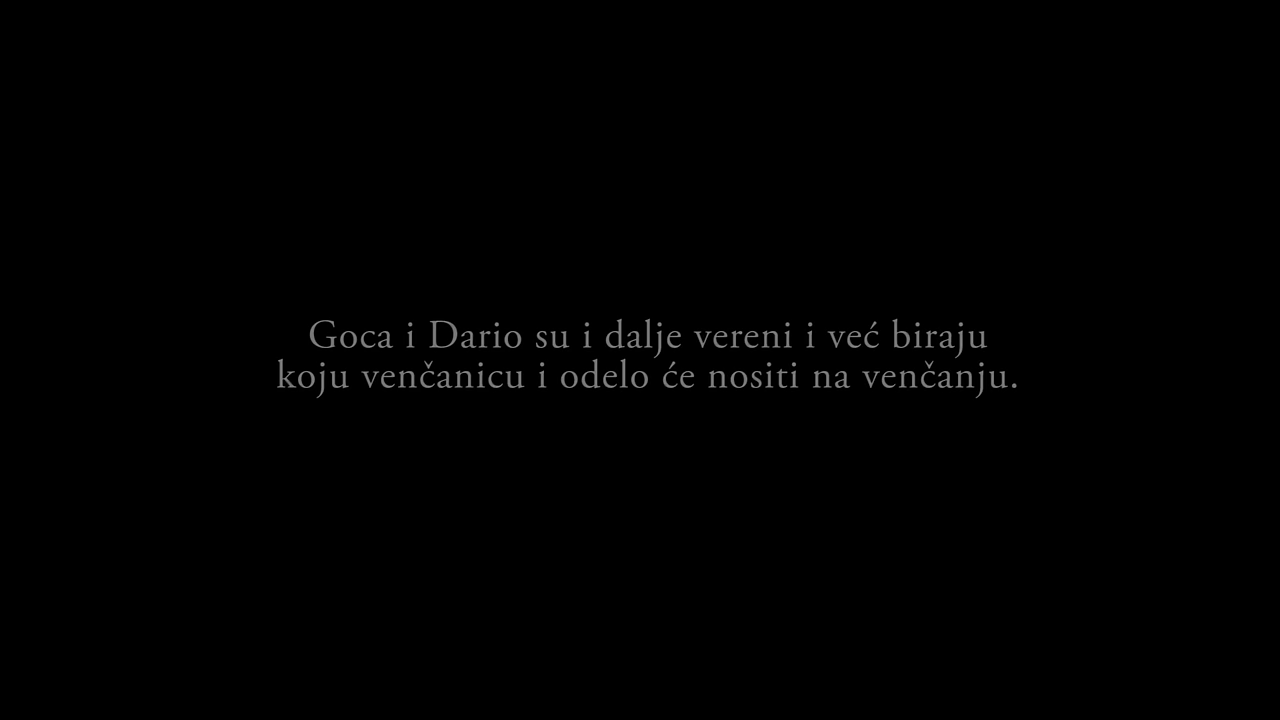 Goca i Dario su i dalje vereni i već biraju
koju venčanicu i odelo će nositi na venčanju.